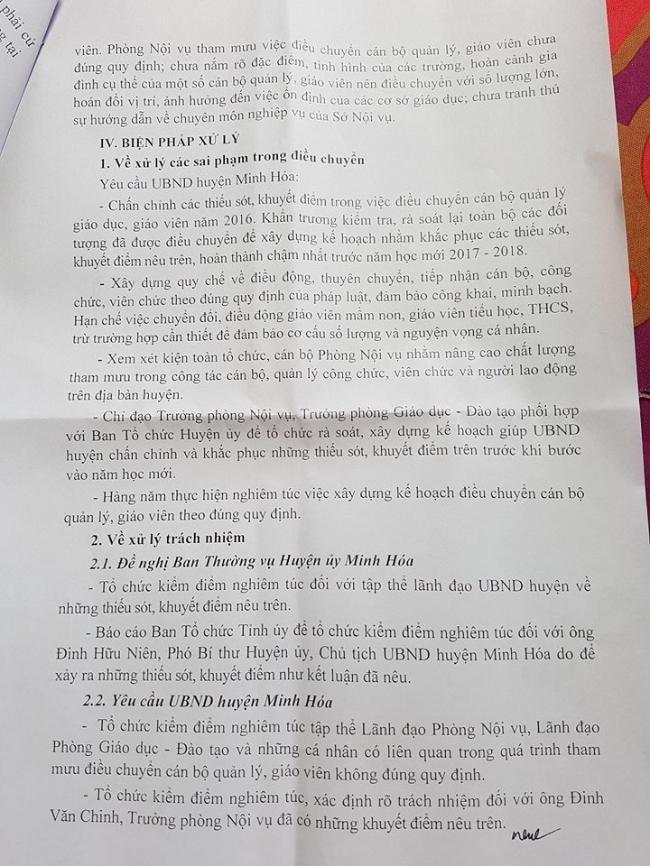 phải cử
tại
viên. Phòng Nội vụ tham mưu việc điều chuyển cán bộ quản lý, giáo viên chưa
đúng quy định; chưa nắm rõ đặc điểm, tình hình của các trường, hoàn cảnh gia
đình cụ thể của một số cán bộ quản lý, giáo viên nên điều chuyển với số lượng lớn,
hoán đổi vị trí, ảnh hưởng đến việc ổn định của các cơ sở giáo dục; chưa tranh thủ
sự hướng dẫn về chuyên môn nghiệp vụ của Sở Nội vụ.
IV. BIỆN PHÁP XỬ LÝ
1. Về xử lý các sai phạm trong điều chuyển
Yêu cầu UBND huyện Minh Hóa:
- Chấn chỉnh các thiếu sót, khuyết điểm trong việc điều chuyển cán bộ quản lý
giáo dục, giáo viên năm 2016. Khẩn trương kiểm tra, rà soát lại toàn bộ các đối
tượng đã được điều chuyển để xây dựng kế hoạch nhằm khắc phục các thiếu sót,
khuyết điểm nêu trên, hoàn thành chậm nhất trước năm học mới 2017 - 2018.
- Xây dựng quy chế về điều động, thuyên chuyển, tiếp nhận cán bộ, công
chức, viên chức theo đúng quy định của pháp luật, đảm bảo công khai, minh bạch.
Hạn chế việc chuyển đổi, điều động giáo viên mầm non, giáo viên tiểu học, THCS,
trừ trường hợp cần thiết để đảm bảo cơ cấu số lượng và nguyện vọng cá nhân.
- Xem xét kiện toàn tổ chức, cán bộ Phòng Nội vụ nhằm nâng cao chất lượng
tham mưu trong công tác cán bộ, quản lý công chức, viên chức và người lao động
trên địa bàn huyện.
- Chỉ đạo Trưởng phòng Nội vụ, Trưởng phòng Giáo dục - Đào tạo phối hợp
với Ban Tổ chức Huyện ủy để tổ chức rà soát, xây dựng kế hoạch giúp UBND
huyện chấn chỉnh và khắc phục những thiếu sót, khuyết điểm trên trước khi bước
vào năm học mới.
- Hàng năm thực hiện nghiêm túc việc xây dựng kế hoạch điều chuyển cán bộ
quản lý, giáo viên theo đúng quy định.
2. Về xử lý trách nhiệm
2.1. Đề nghị Ban Thường vụ Huyện ủy Minh Hóa
- Tổ chức kiểm điểm nghiêm túc đối với tập thể lãnh đạo UBND huyện về
những thiếu sót, khuyết điểm nêu trên.
- Báo cáo Ban Tổ chức Tỉnh ủy để tổ chức kiểm điểm nghiêm túc đối với ông
Đinh Hữu Niên, Phó Bí thư Huyện ủy, Chủ tịch UBND huyện Minh Hóa do để
xảy ra những thiếu sót, khuyết điểm như kết luận đã nêu.
2.2. Yêu cầu UBND huyện Minh Hóa
- Tổ chức kiểm điểm nghiêm túc tập thể Lãnh đạo Phòng Nội vụ, Lãnh đạo
Phòng Giáo dục - Đào tạo và những cá nhân có liên quan trong quá trình tham
mưu điều chuyển cán bộ quản lý, giáo viên không đúng quy định.
- Tổ chức kiểm điểm nghiêm túc, xác định rõ trách nhiệm đối với ông Đinh
Văn Chinh, Trưởng phòng Nội vụ đã có những khuyết điểm nêu trên.